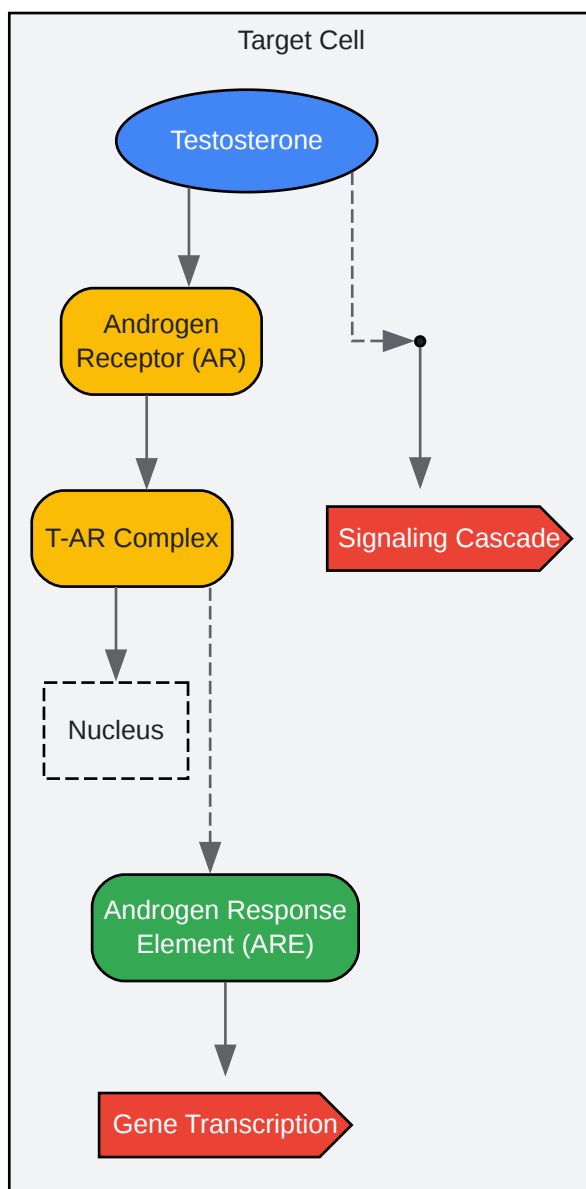 Target Cell
Testosterone
Androgen
Receptor (AR)
T-AR Complex
Signaling Cascade
Nucleus
Androgen Response
Element (ARE)
Gene Transcription